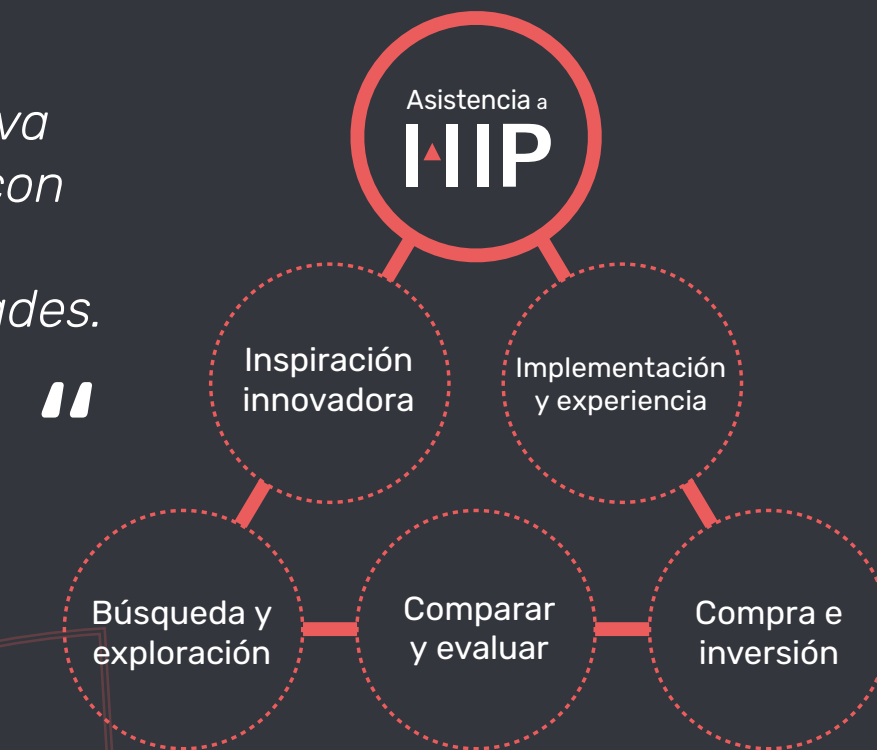 va
con
ades.
Asistencia a
HIP
Inspiración
innovadora
Implementación
y experiencia
Búsqueda y
exploración
Comparar
y evaluar
Compra e
inversión